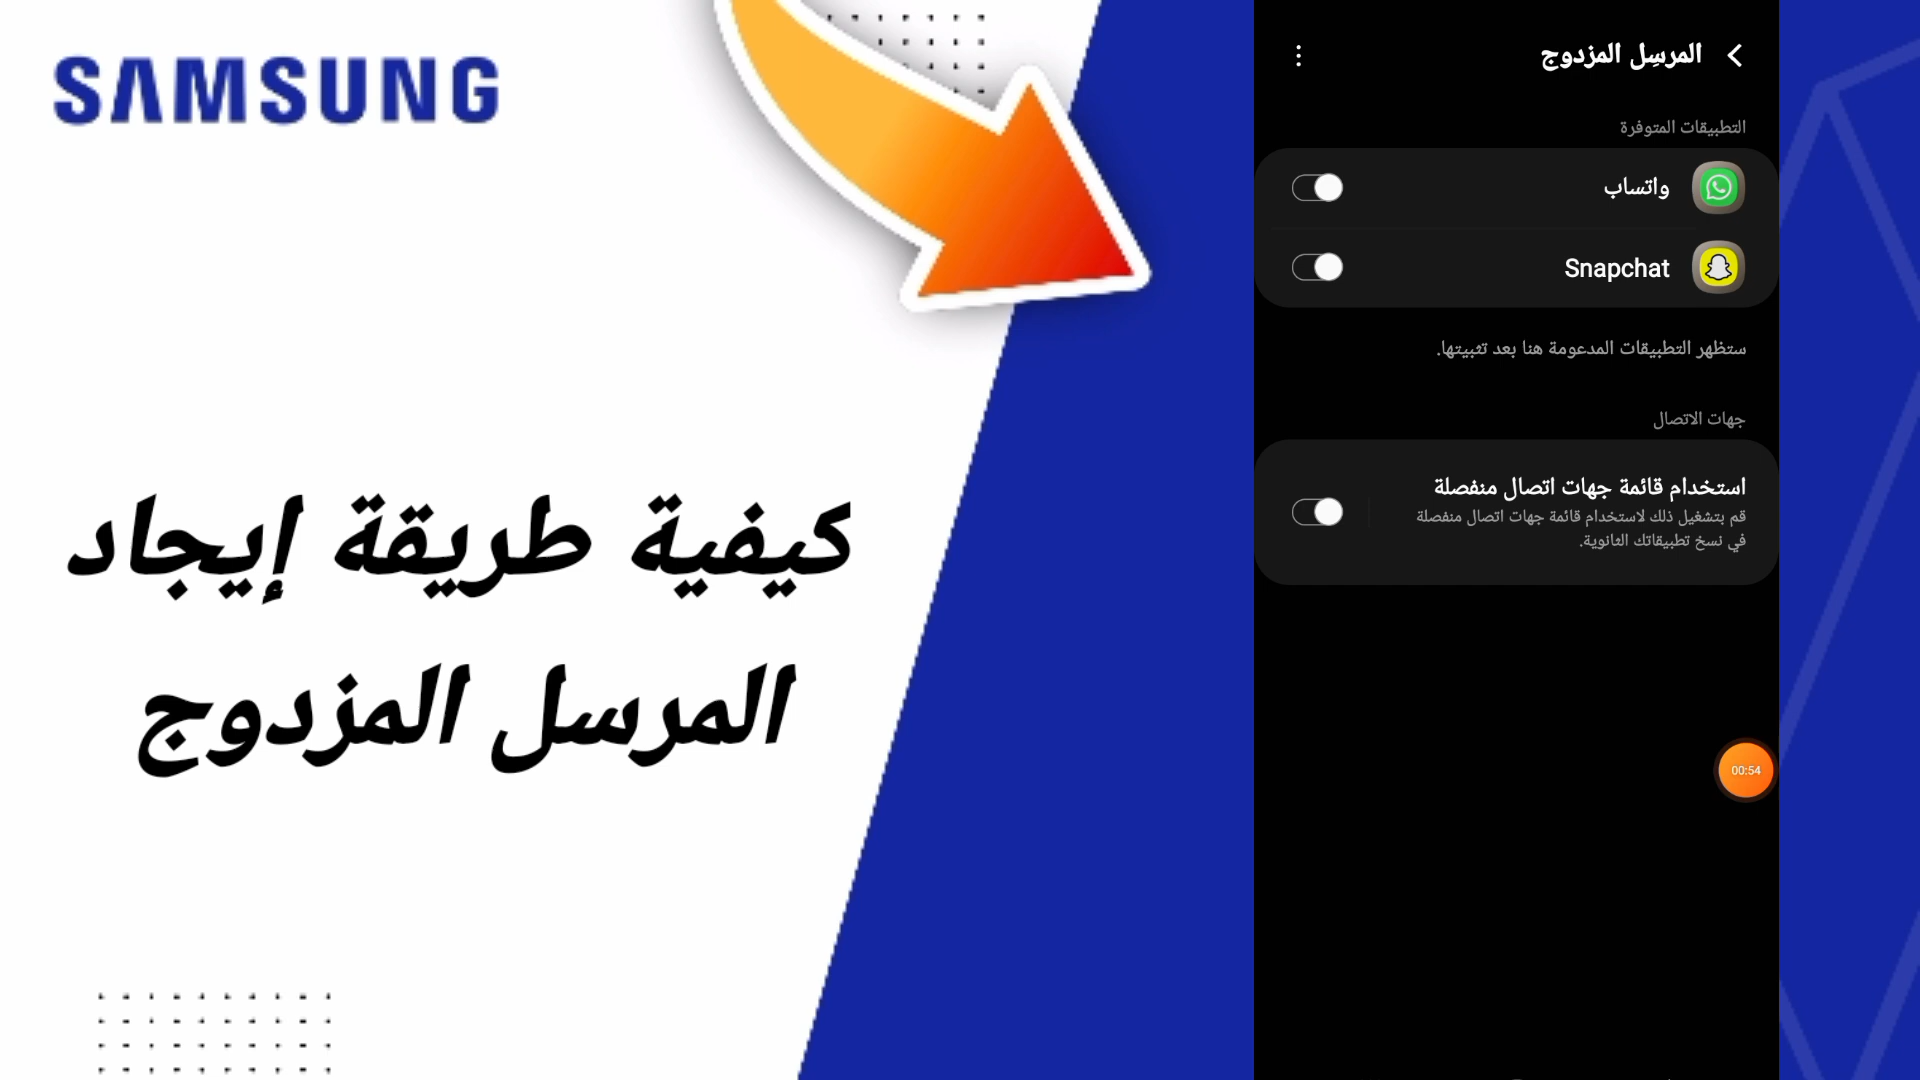 SAMSUNG
كيفية طريقة إيجاد
المرسل المزدوج
المرسِل المزدوج
التطبيقات المتوفرة
واتساب
Snapchat
ستظهر التطبيقات المدعومة هنا بعد تثبيتها.
جهات الاتصال
استخدام قائمة جهات اتصال منفصلة
قم بتشغيل ذلك لاستخدام قائمة جهات اتصال منفصلة
في نسخ تطبيقاتك الثانوية.
00:54